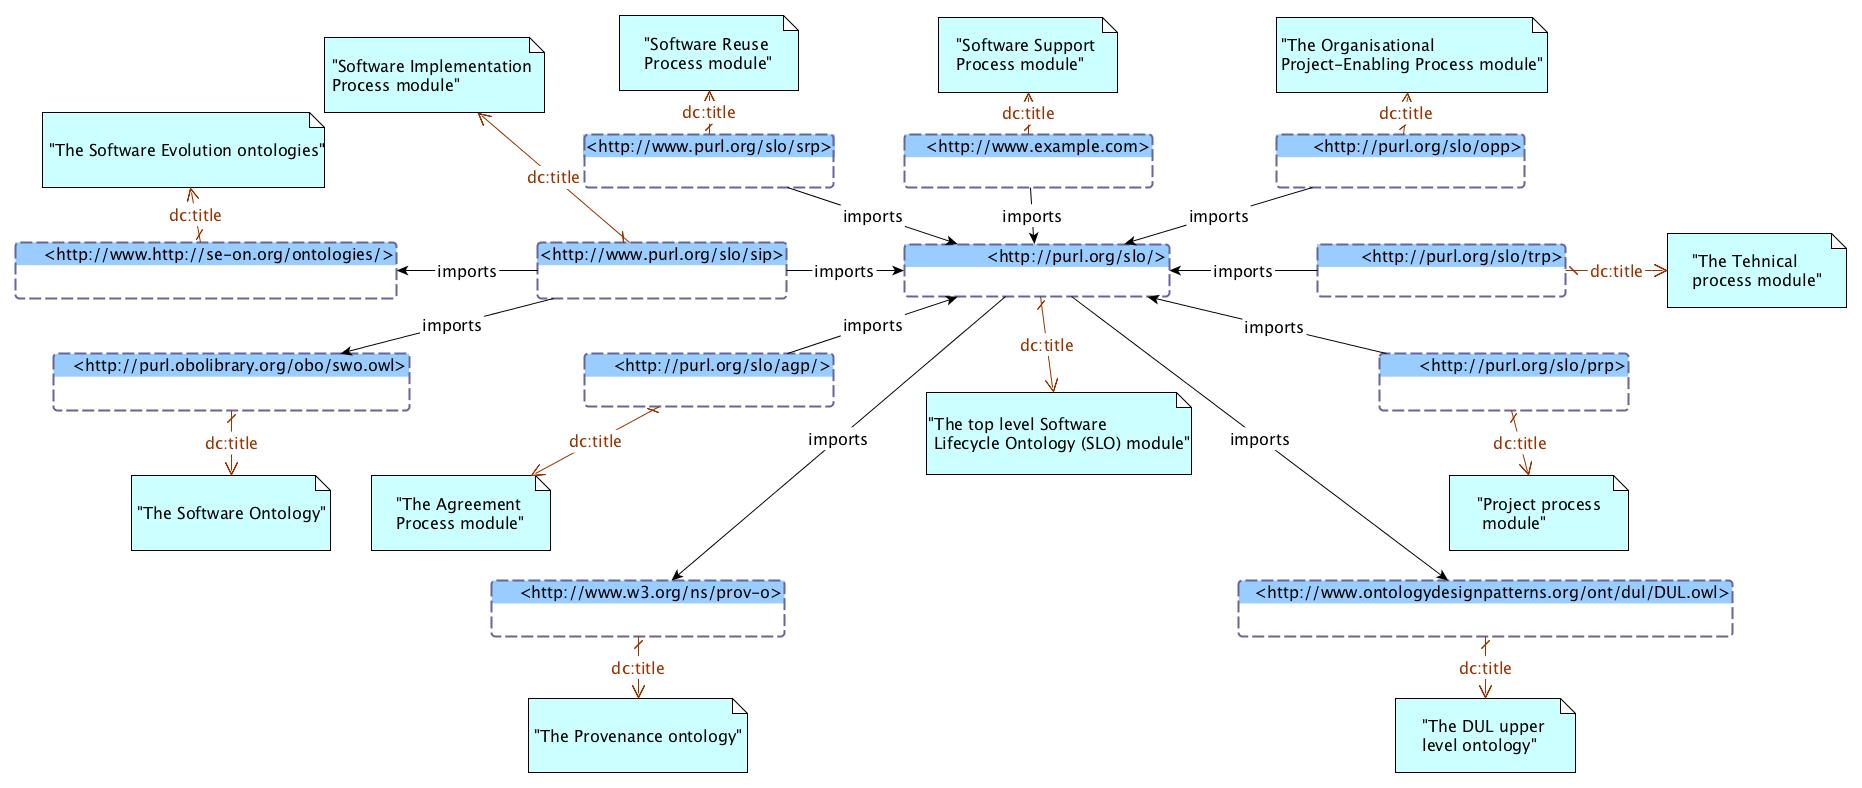 "Software Reuse
Process module"
"Software Support
Process module"
"The Organisational
Project-Enabling Process module"
"Software Implementation
Process module"
dc:title
dc:title
dc:title
"The Software Evolution ontologies"
<http://www.purl.org/slo/srp>
<http://www.example.com>
<http://purl.org/slo/opp>
dc:title
dc:title
imports
imports
imports
<http://www.http://se-on.org/ontologies/>
<http://www.purl.org/slo/sip>
<http://purl.org/slo/>
<http://purl.org/slo/trp>
imports
imports
imports
dc:title
"The Tehnical
process module"
imports
imports
imports
dc:title
<http://purl.obolibrary.org/obo/swo.owl>
<http://purl.org/slo/agp/>
<http://purl.org/slo/prp>
dc:title
dc:title
"The top level Software
Lifecycle Ontology (SLO) module"
imports
imports
dc:title
"The Software Ontology"
"The Agreement
Process module"
"Project process
module"
<http://www.w3.org/ns/prov-o>
<http://www.ontologydesignpatterns.org/ont/dul/DUL.owl>
dc:title
dc:title
"The Provenance ontology"
"The DUL upper
level ontology"